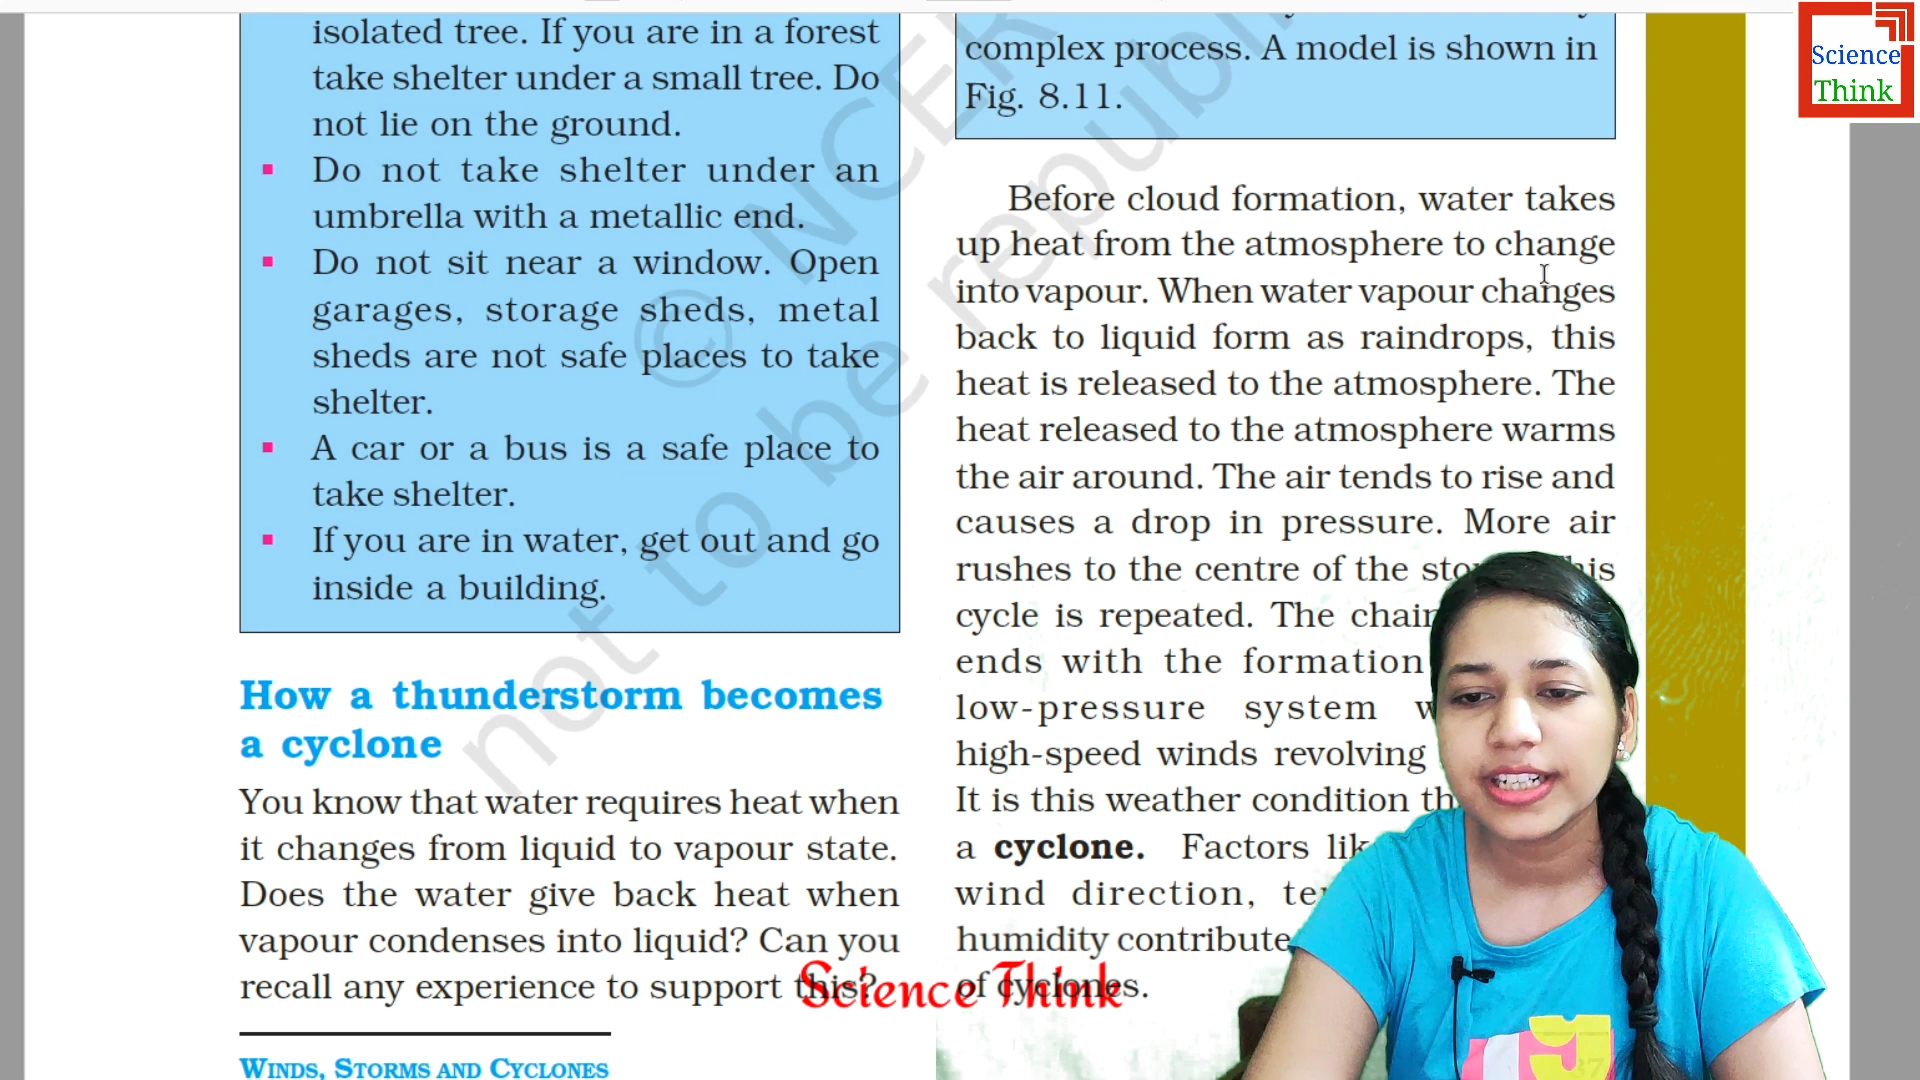 isolated tree. If you are in a forest
take shelter under a small tree. Do
not lie on the ground.
▪ Do not take shelter under an
umbrella with a metallic end.
▪ Do not sit near a window. Open
garages, storage sheds, metal
sheds are not safe places to take
shelter.
▪ A car or a bus is a safe place to
take shelter.
▪ If you are in water, get out and go
inside a building.
How a thunderstorm becomes
a cyclone
You know that water requires heat when
it changes from liquid to vapour state.
Does the water give back heat when
vapour condenses into liquid? Can you
recall any experience to support this?
WINDS, STORMS AND CYCLONES
complex process. A model is shown in
Fig. 8.11.
Before cloud formation, water takes
up heat from the atmosphere to change
into vapour. When water vapour changes
back to liquid form as raindrops, this
heat is released to the atmosphere. The
heat released to the atmosphere warms
the air around. The air tends to rise and
causes a drop in pressure. More air
rushes to the centre of the
cycle is repeated. The
ends with the formation
low-pressure system
high-speed winds revolving
It is this weather condition
a cyclone. Factors
wind direction,
humidity contribute
of cyclones.
© NCER
not to be republi
Science Think
Science
Think